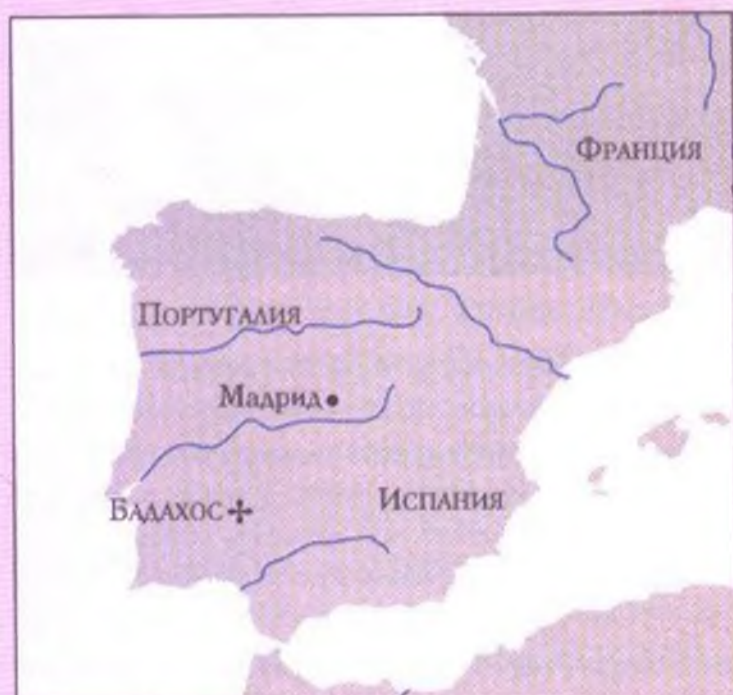 Франция
Португалия
Мадрид
Бадахос
Испания